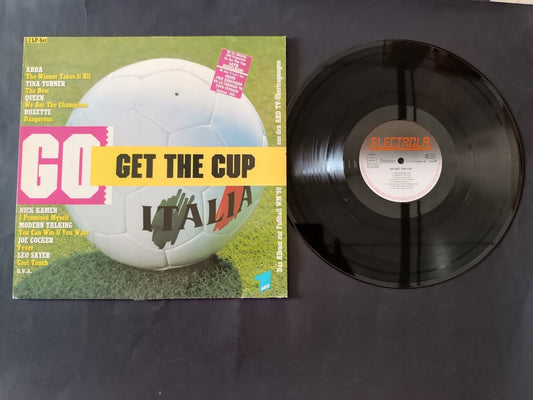 2 LP-Set
ABBA
The Winner Takes It All
TINA TURNER
The Best
QUEEN
We Are The Champions
ROXETTE
Dangerous
GO
GET THE CUP
ITALIA
NICK KAMEN
I Promised Myself
MODERN TALKING
You Can Win If You Want
JOE COCKER
Fever
LEO SAYER
Cool Touch
u.v.a.
Das Album zur Fußball WM '90
aus den ARD TV-Übertragungen
1
ARD
ELECTROLA
Stereo
GO GET THE CUP